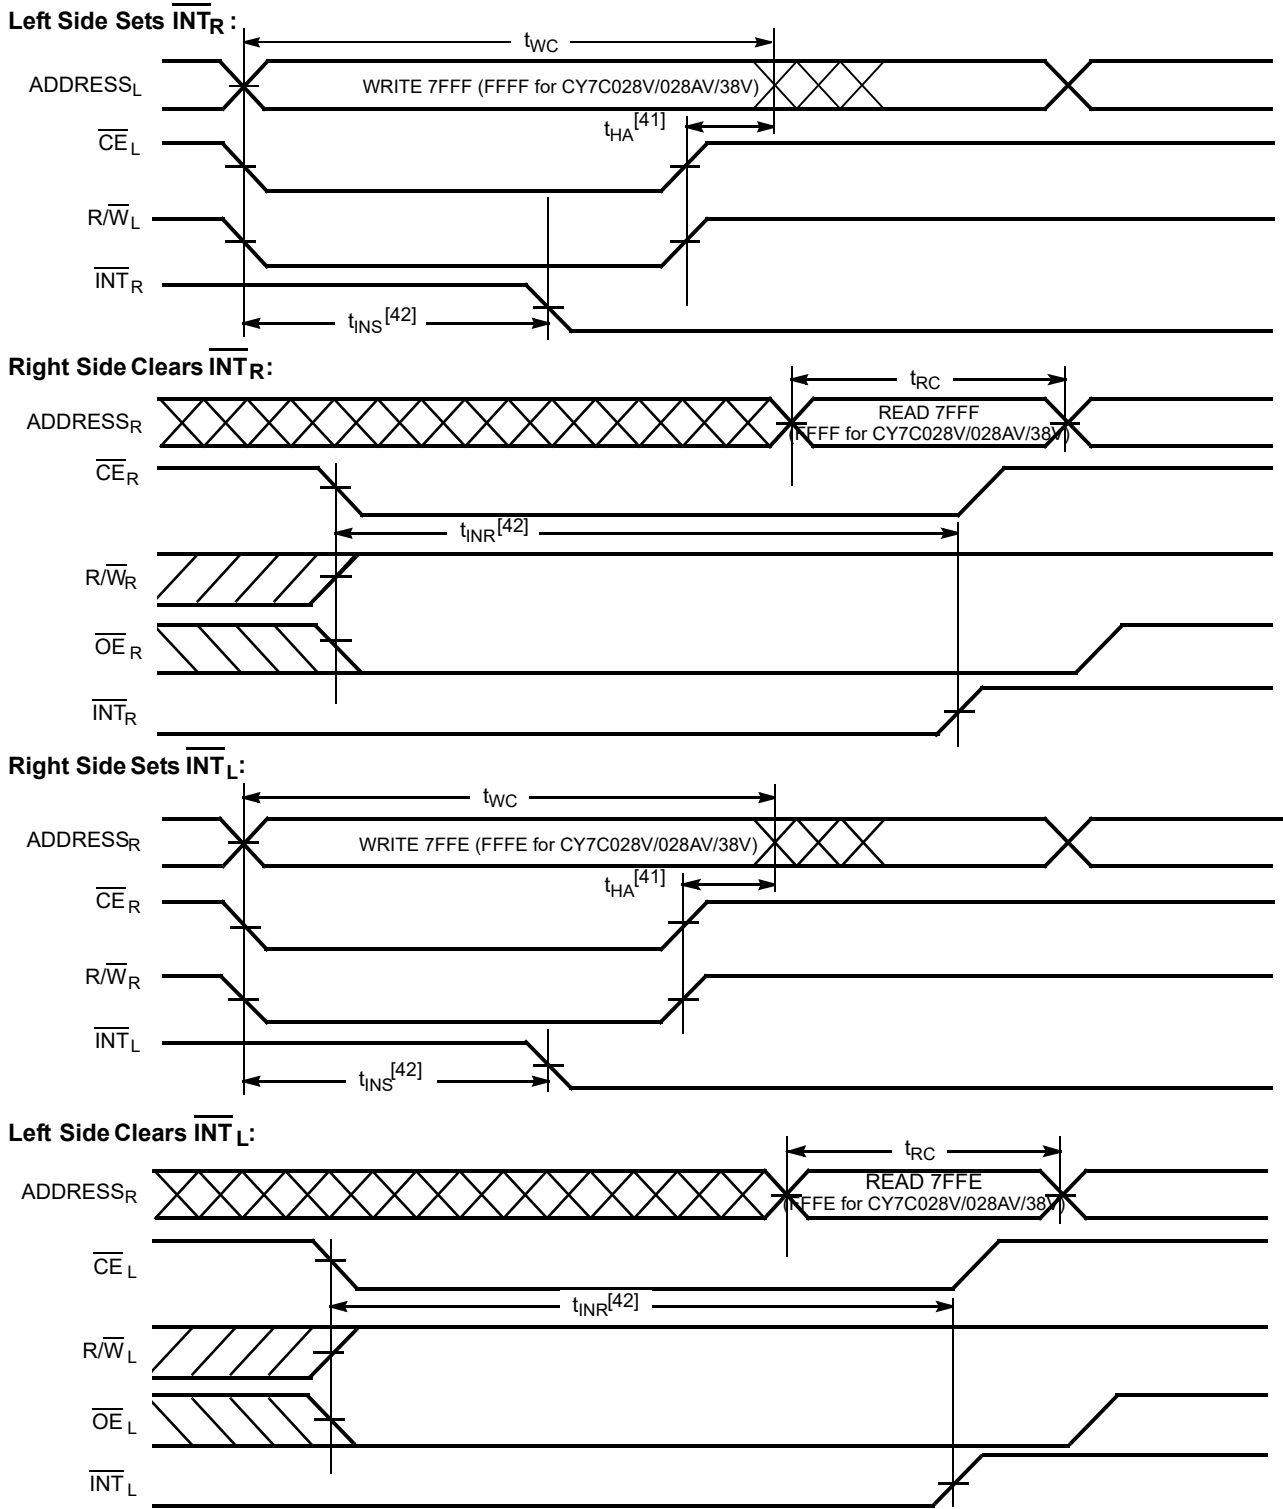 Left Side Sets INTR :
tWC
ADDRESSL
WRITE 7FFF (FFFF for CY7C028V/028AV/38V)
tHA[41]
CEL
R/WL
INTR
tINS[42]
Right Side Clears INTR:
tRC
ADDRESSR
READ 7FFF
(FFFF for CY7C028V/028AV/38V)
CER
tINR[42]
R/WR
OER
INTR
Right Side Sets INTL:
tWC
ADDRESSR
WRITE 7FFE (FFFE for CY7C028V/028AV/38V)
tHA[41]
CER
R/WR
INTL
tINS[42]
Left Side Clears INTL:
tRC
ADDRESSR
READ 7FFE
(FFFE for CY7C028V/028AV/38V)
CEL
tINR[42]
R/WL
OEL
INTL